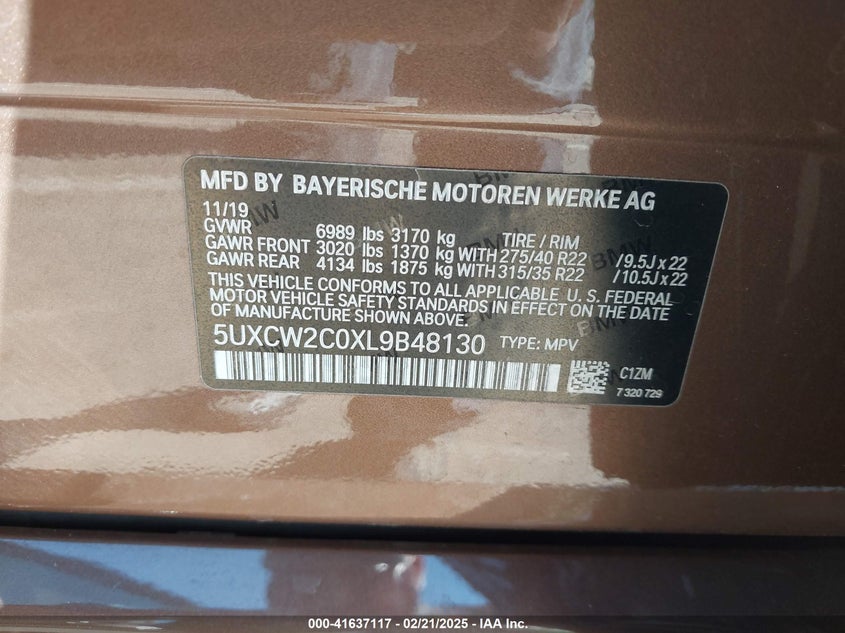 MFD BY BAYERISCHE MOTOREN WERKE AG
11/19
GVWR 6989 lbs 3170 kg TIRE / RIM
GAWR FRONT 3020 lbs 1370 kg WITH 275/40 R22 /9.5J x 22
GAWR REAR 4134 lbs 1875 kg WITH 315/35 R22 /10.5J x 22
THIS VEHICLE CONFORMS TO ALL APPLICABLE U. S. FEDERAL
MOTOR VEHICLE SAFETY STANDARDS IN EFFECT ON THE DATE
OF MANUFACTURE SHOWN ABOVE.
5UXCW2C0XL9B48130 TYPE: MPV
C1ZM
7 320 729
000-41637117 - 02/21/2025 - IAA Inc.